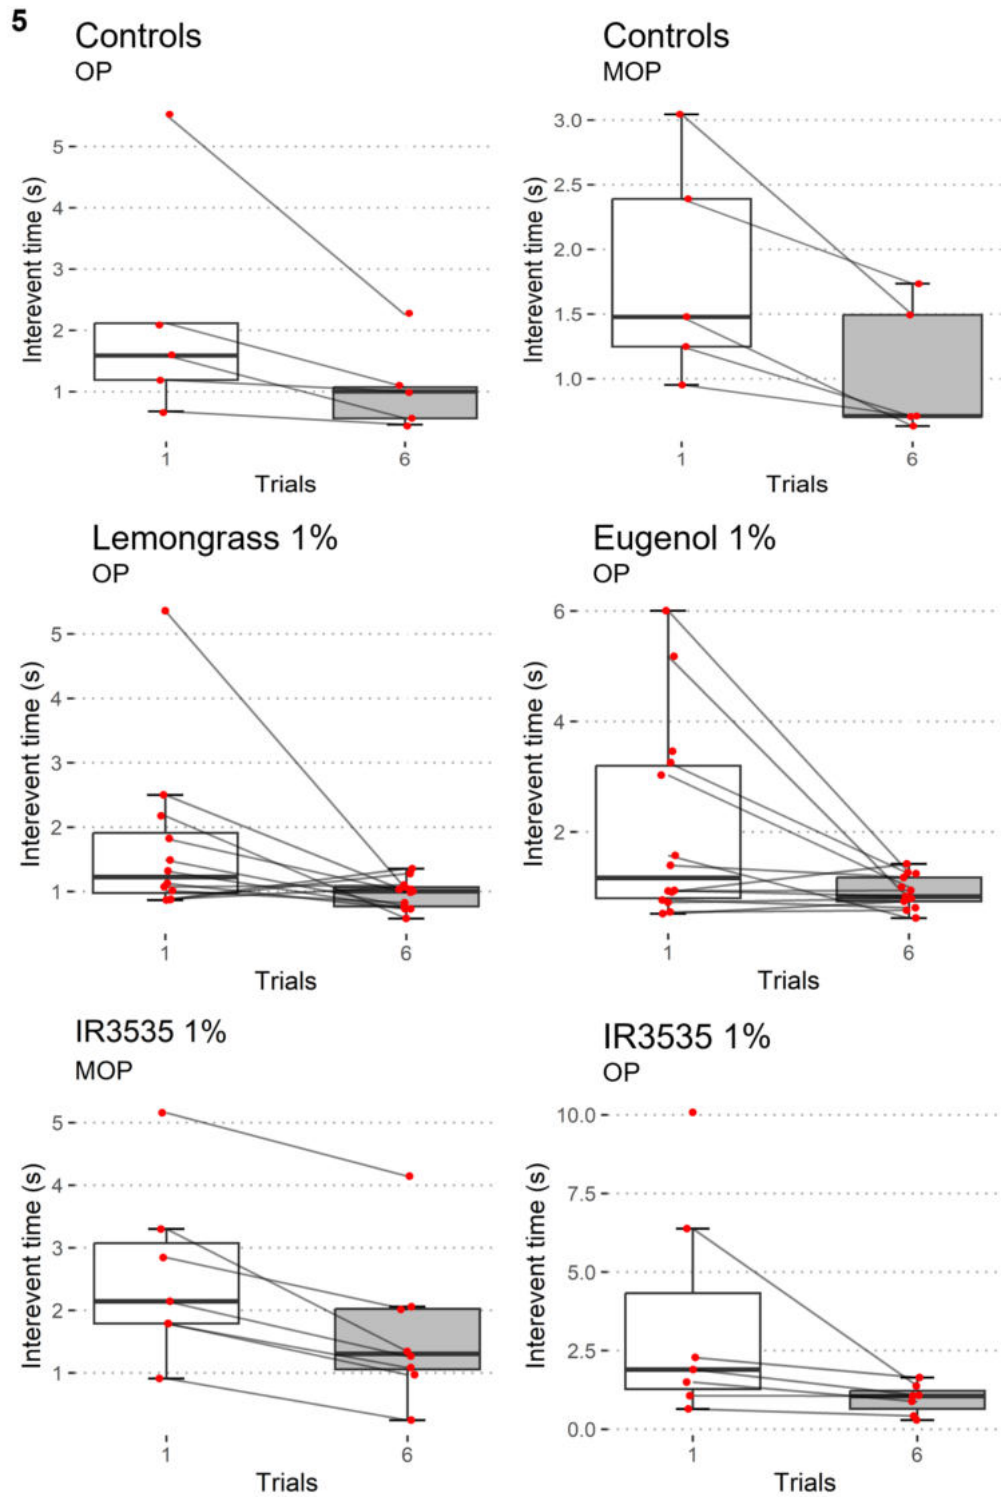 5
Controls
OP
Interevent time (s)
5
4
3
2
1
1
6
Trials
Controls
MOP
Interevent time (s)
3.0
2.5
2.0
1.5
1.0
1
6
Trials
Lemongrass 1%
OP
Interevent time (s)
5
4
3
2
1
1
6
Trials
Eugenol 1%
OP
Interevent time (s)
6
4
2
1
6
Trials
IR3535 1%
MOP
Interevent time (s)
5
4
3
2
1
1
6
Trials
IR3535 1%
OP
Interevent time (s)
10.0
7.5
5.0
2.5
0.0
1
6
Trials